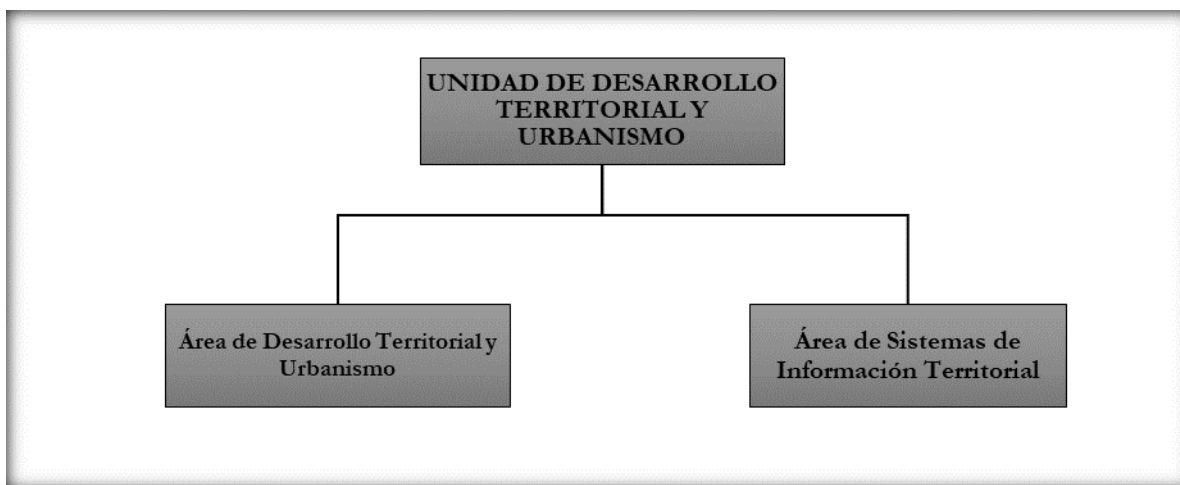 UNIDAD DE DESARROLLO
TERRITORIAL Y
URBANISMO
Área de Desarrollo Territorial y
Urbanismo
Área de Sistemas de
Información Territorial